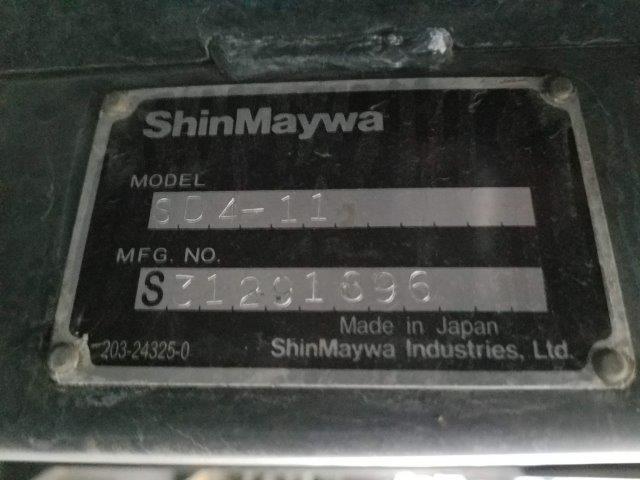 ShinMaywa
MODEL
SD4-11
MFG. NO.
S31291896
Made in Japan
203-24325-0
ShinMaywa Industries, Ltd.